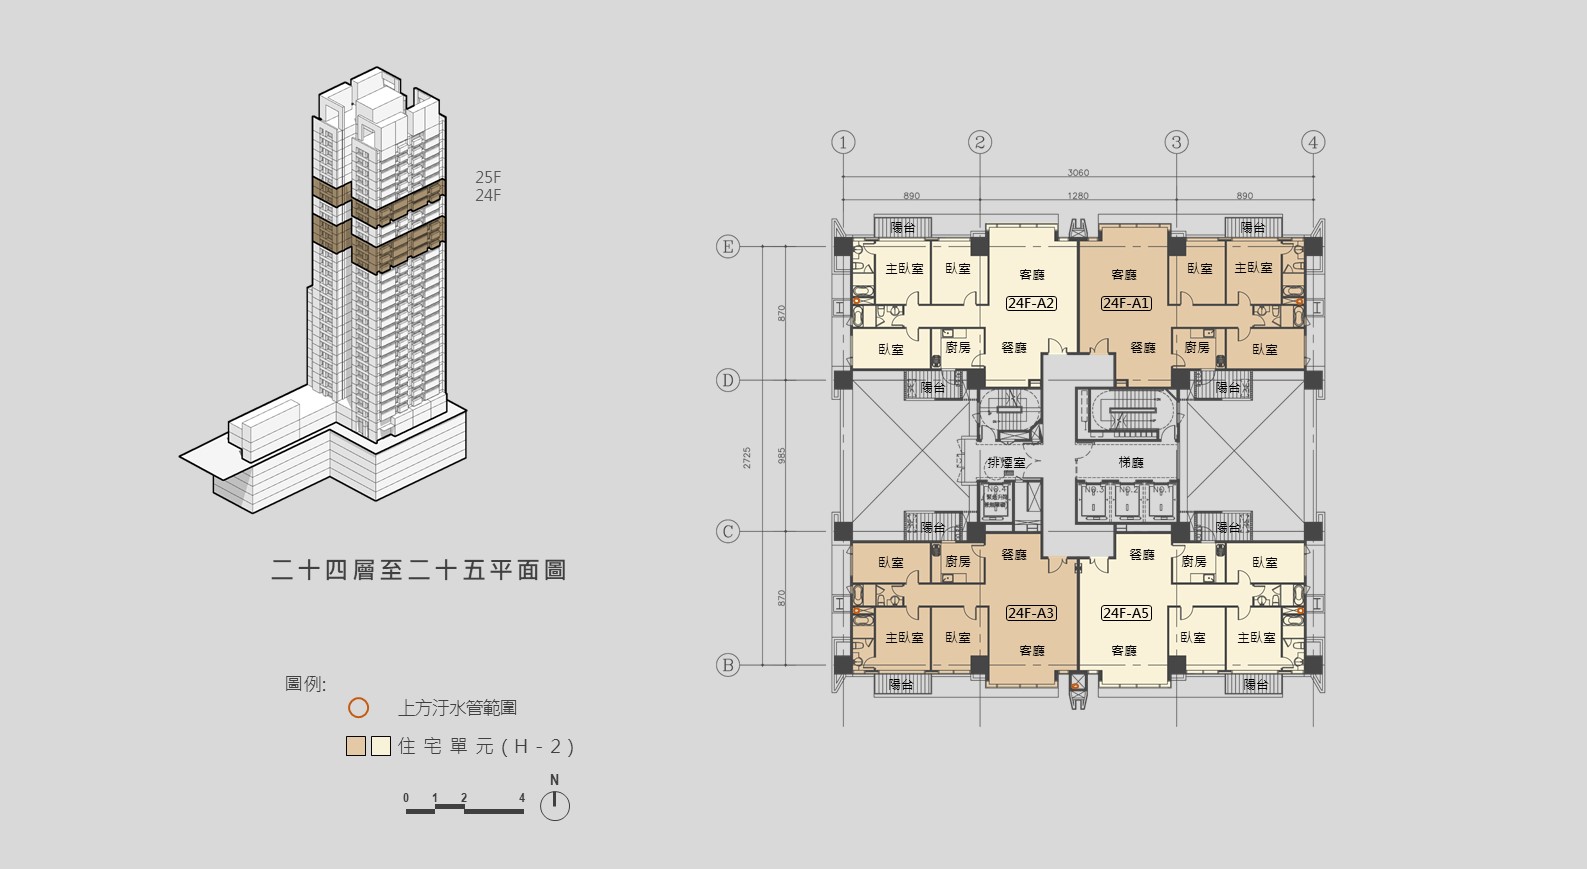 25F
24F
二十四層至二十五平面圖
圖例:
上方汙水管範圍
住宅單元(H-2)
0 1 2 4
N
1 2 3 4
3060
890 1280 890
E
D
C
B
870
985
870
2725
陽台 陽台
主臥室 臥室 客廳 客廳 臥室 主臥室
24F-A2 24F-A1
臥室 廚房 餐廳 餐廳 廚房 臥室
陽台 陽台
排煙室 梯廳
NO.4 NO.3 NO.2 NO.1
陽台 陽台
臥室 廚房 餐廳 餐廳 廚房 臥室
24F-A3 24F-A5
主臥室 臥室 客廳 客廳 臥室 主臥室
陽台 陽台